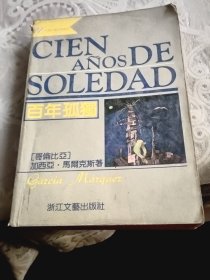 CIEN
AÑOS DE
SOLEDAD
百年孤獨
[哥倫比亞]
加西亞·馬爾克斯著
García Márquez
浙江文藝出版社